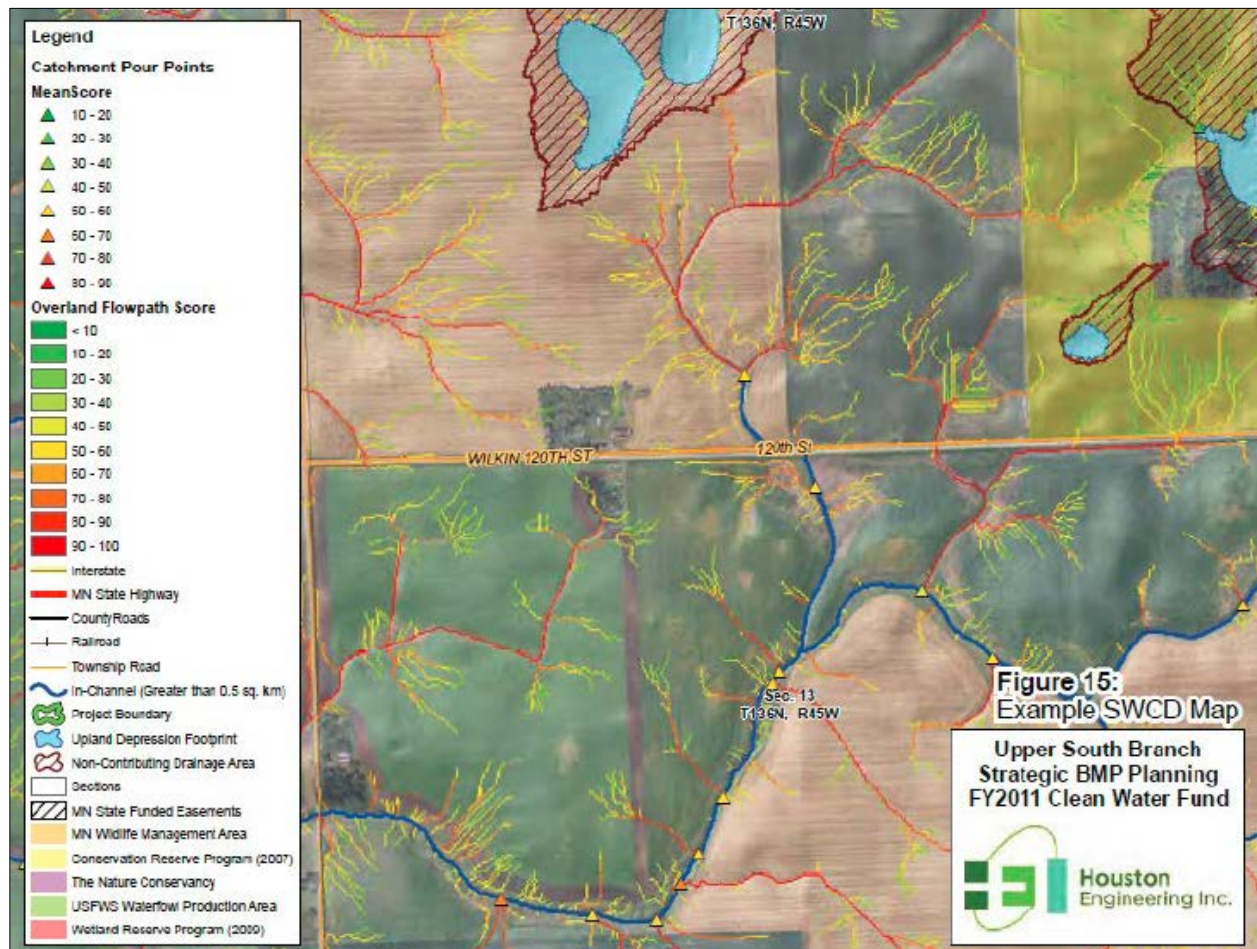 Legend
Catchment Pour Points
MeanScore
10 - 20
20 - 30
30 - 40
40 - 50
50 - 60
60 - 70
70 - 80
80 - 90
Overland Flowpath Score
< 10
10 - 20
20 - 30
30 - 40
40 - 50
50 - 60
60 - 70
70 - 80
80 - 90
90 - 100
Interstate
MN State Highway
County Roads
Railroad
Township Road
In-Channel (Greater than 0.5 sq. km)
Project Boundary
Upland Depression Footprint
Non-Contributing Drainage Area
Sections
MN State Funded Easements
MN Wildlife Management Area
Conservation Reserve Program (2007)
The Nature Conservancy
USFWS Waterfowl Production Area
Wetland Reserve Program (2009)
T136N, R45W
WILKIN 120TH ST
120th St
Sec. 13
T136N, R45W
Figure 15:
Example SWCD Map
Upper South Branch
Strategic BMP Planning
FY2011 Clean Water Fund
Houston
Engineering Inc.